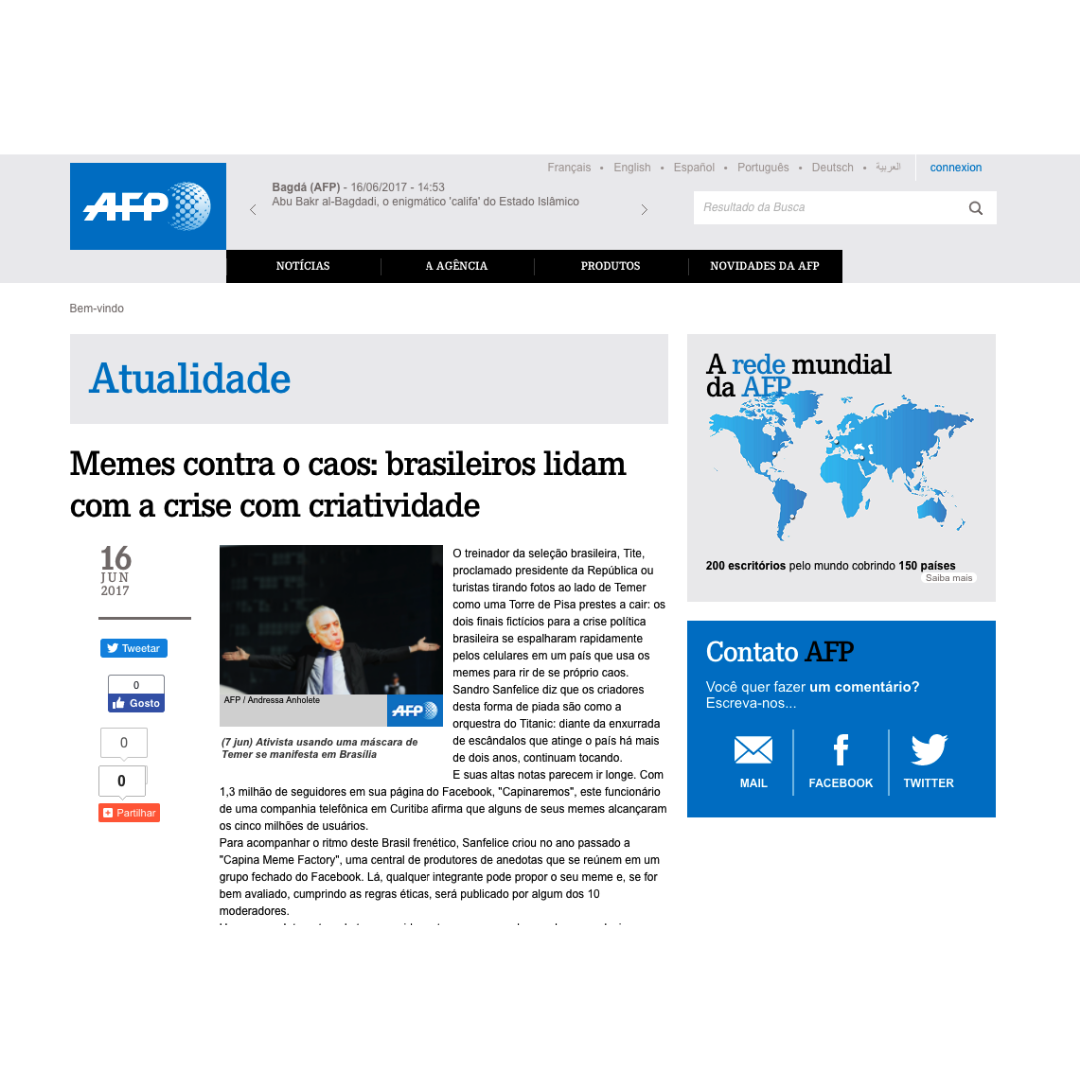 Français • English • Español • Português • Deutsch • العربية
connexion
AFP
Bagdá (AFP) - 16/06/2017 - 14:53
Abu Bakr al-Bagdadi, o enigmático 'califa' do Estado Islâmico
Resultado da Busca
NOTÍCIAS
A AGÊNCIA
PRODUTOS
NOVIDADES DA AFP
Bem-vindo
Atualidade
Memes contra o caos: brasileiros lidam
com a crise com criatividade
16
JUN
2017
Tweetar
0
Gosto
0
0
Partilhar
AFP / Andressa Anholete
AFP
(7 jun) Ativista usando uma máscara de
Temer se manifesta em Brasília
O treinador da seleção brasileira, Tite,
proclamado presidente da República ou
turistas tirando fotos ao lado de Temer
como uma Torre de Pisa prestes a cair: os
dois finais fictícios para a crise política
brasileira se espalharam rapidamente
pelos celulares em um país que usa os
memes para rir de se próprio caos.
Sandro Sanfelice diz que os criadores
desta forma de piada são como a
orquestra do Titanic: diante da enxurrada
de escândalos que atinge o país há mais
de dois anos, continuam tocando.
E suas altas notas parecem ir longe. Com
1,3 milhão de seguidores em sua página do Facebook, "Capinaremos", este funcionário
de uma companhia telefônica em Curitiba afirma que alguns de seus memes alcançaram
os cinco milhões de usuários.
Para acompanhar o ritmo deste Brasil frenético, Sanfelice criou no ano passado a
"Capina Meme Factory", uma central de produtores de anedotas que se reúnem em um
grupo fechado do Facebook. Lá, qualquer integrante pode propor o seu meme e, se for
bem avaliado, cumprindo as regras éticas, será publicado por algum dos 10
moderadores.
A rede mundial
da AFP
200 escritórios pelo mundo cobrindo 150 países
Saiba mais
Contato AFP
Você quer fazer um comentário?
Escreva-nos...
MAIL
FACEBOOK
TWITTER